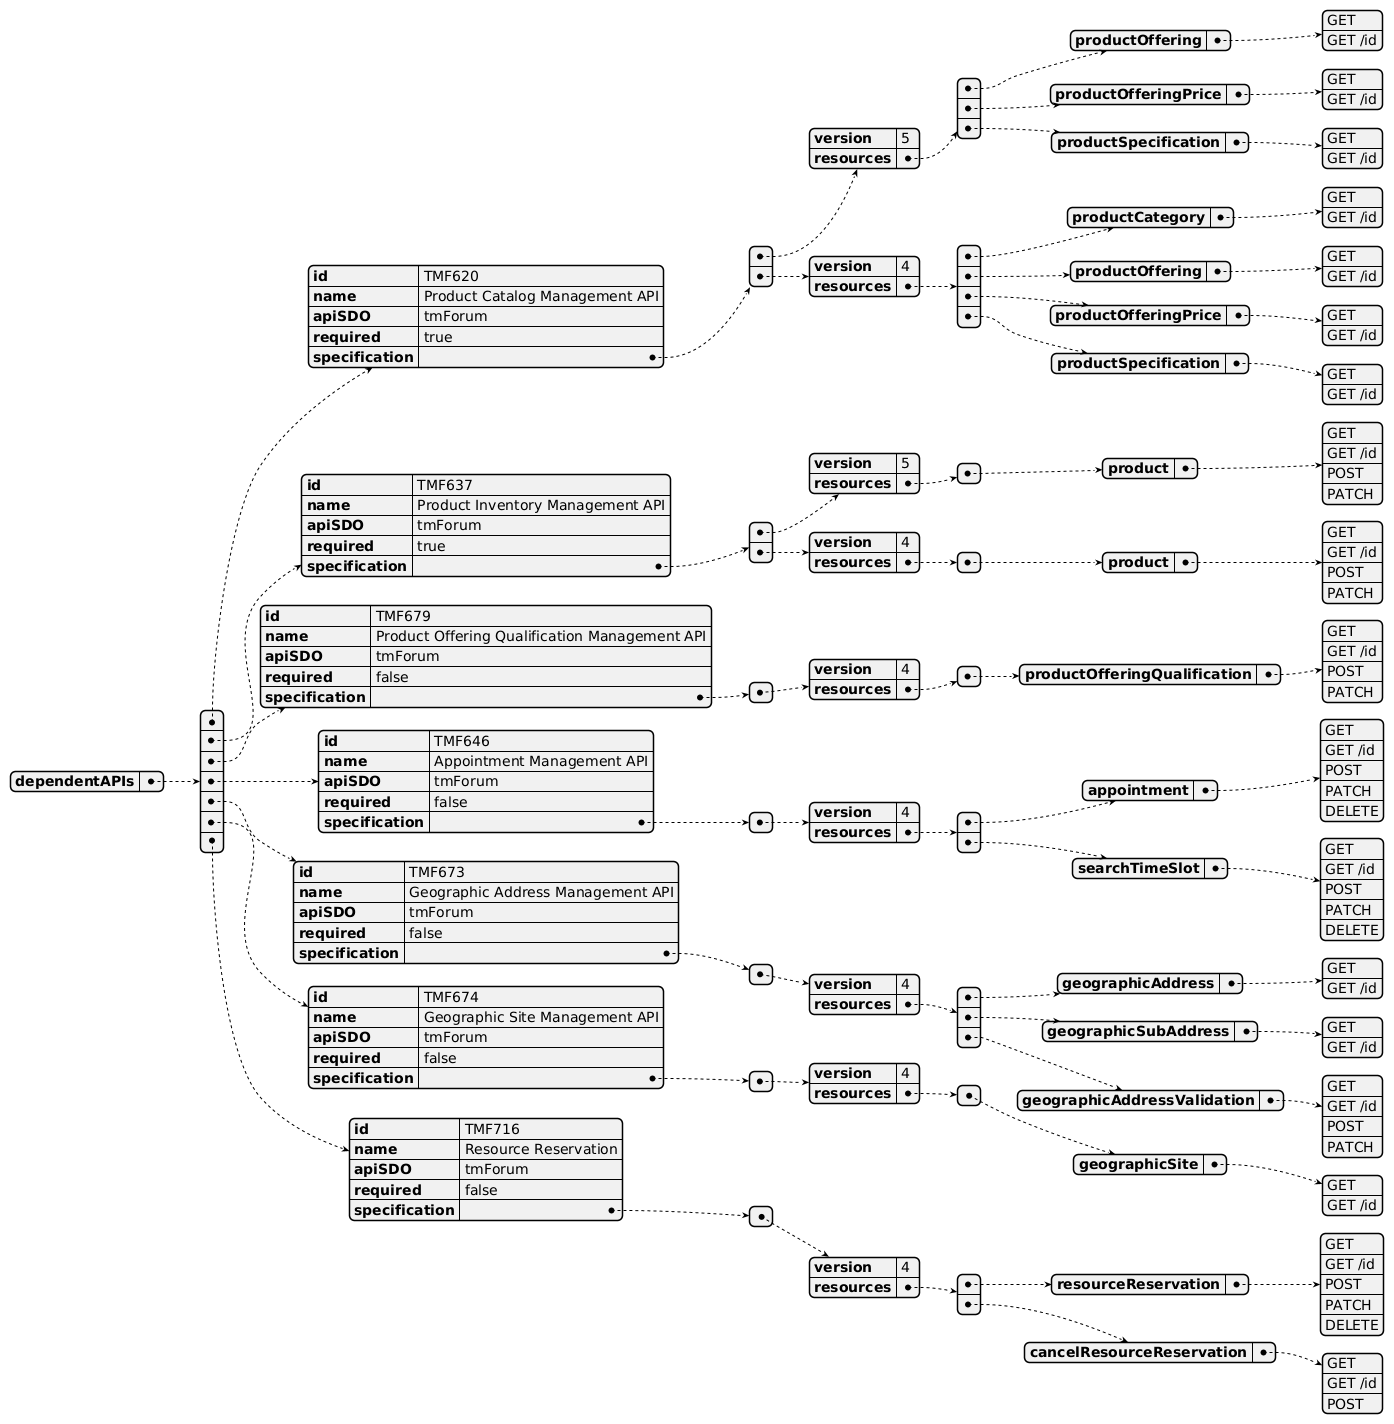 dependentAPIs
id TMF620
name Product Catalog Management API
apiSDO tmForum
required true
specification
version 5
resources
productOffering
GET
GET /id
productOfferingPrice
GET
GET /id
productSpecification
GET
GET /id
version 4
resources
productCategory
GET
GET /id
productOffering
GET
GET /id
productOfferingPrice
GET
GET /id
productSpecification
GET
GET /id
id TMF637
name Product Inventory Management API
apiSDO tmForum
required true
specification
version 5
resources
product
GET
GET /id
POST
PATCH
version 4
resources
product
GET
GET /id
POST
PATCH
id TMF679
name Product Offering Qualification Management API
apiSDO tmForum
required false
specification
version 4
resources
productOfferingQualification
GET
GET /id
POST
PATCH
id TMF646
name Appointment Management API
apiSDO tmForum
required false
specification
version 4
resources
appointment
GET
GET /id
POST
PATCH
DELETE
searchTimeSlot
GET
GET /id
POST
PATCH
DELETE
id TMF673
name Geographic Address Management API
apiSDO tmForum
required false
specification
version 4
resources
geographicAddress
GET
GET /id
geographicSubAddress
GET
GET /id
geographicAddressValidation
GET
GET /id
POST
PATCH
id TMF674
name Geographic Site Management API
apiSDO tmForum
required false
specification
version 4
resources
geographicSite
GET
GET /id
id TMF716
name Resource Reservation
apiSDO tmForum
required false
specification
version 4
resources
resourceReservation
GET
GET /id
POST
PATCH
DELETE
cancelResourceReservation
GET
GET /id
POST